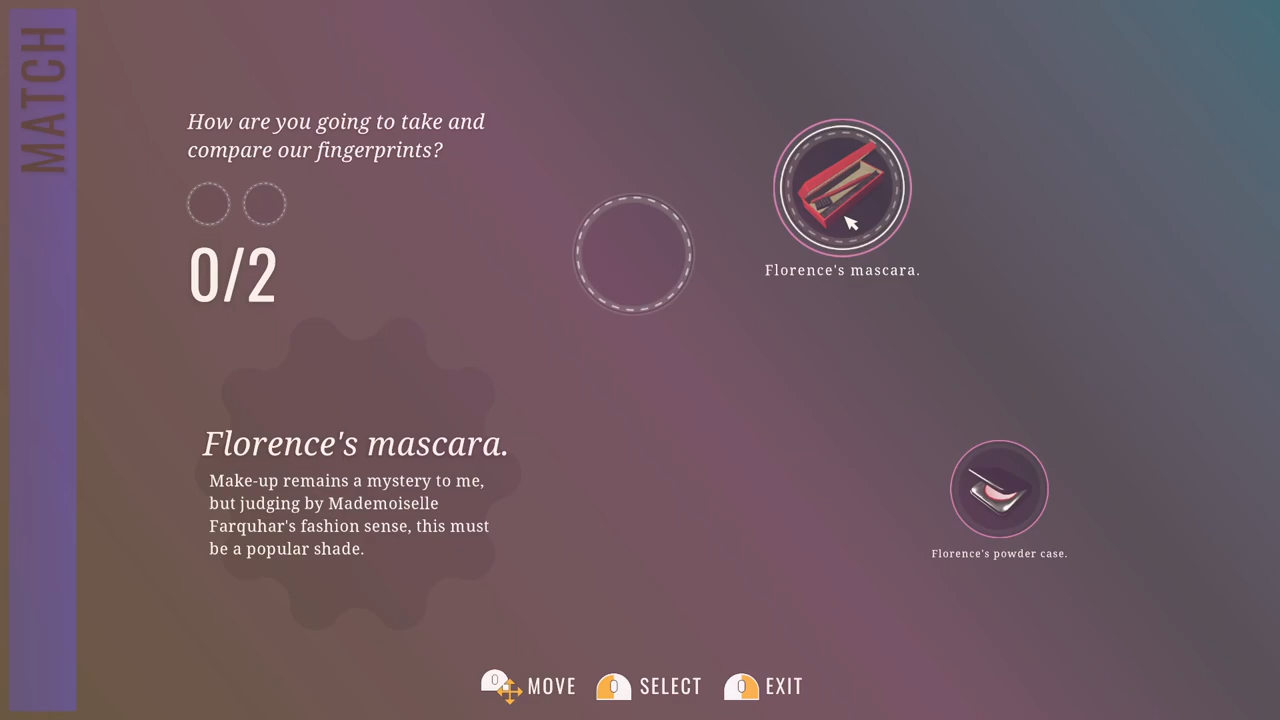 MATCH
How are you going to take and
compare our fingerprints?
0/2
Florence's mascara.
Florence's mascara.
Make-up remains a mystery to me,
but judging by Mademoiselle
Farquhar's fashion sense, this must
be a popular shade.
Florence's powder case.
MOVE SELECT EXIT